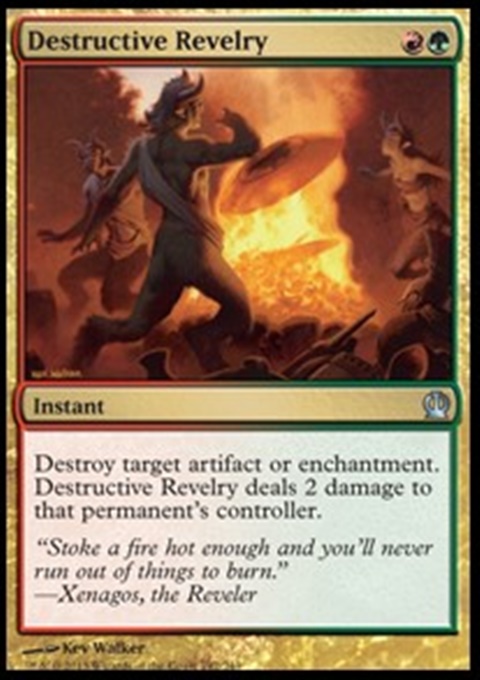 Destructive Revelry
Instant
Destroy target artifact or enchantment.
Destructive Revelry deals 2 damage to
that permanent's controller.
"Stoke a fire hot enough and you'll never
run out of things to burn."
—Xenagos, the Reveler
Kev Walker